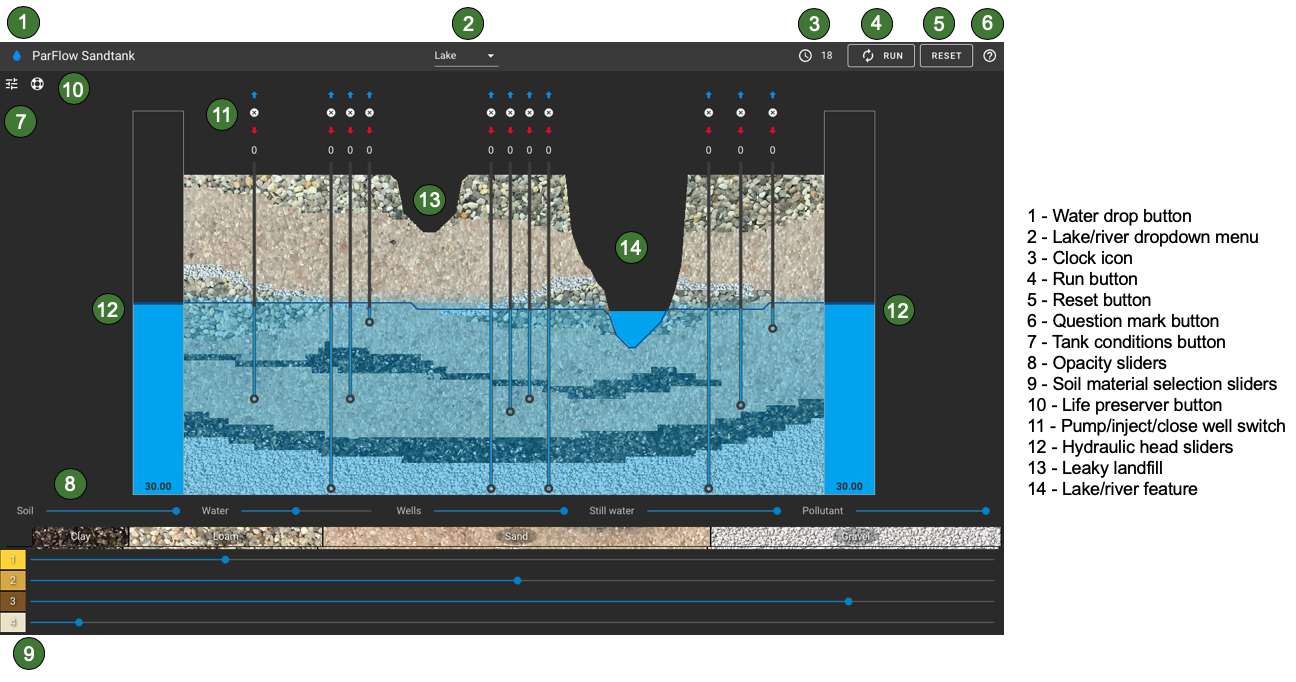 1 2 3 4 5 6
ParFlow Sandtank Lake 18 RUN RESET
10
7
11
0 0 0 0 0 0 0 0 0 0 0
13
14
12 12
30.00 30.00
8
Soil Water Wells Still water Pollutant
Clay Loam Sand Gravel
1
2
3
4
9
1 - Water drop button
2 - Lake/river dropdown menu
3 - Clock icon
4 - Run button
5 - Reset button
6 - Question mark button
7 - Tank conditions button
8 - Opacity sliders
9 - Soil material selection sliders
10 - Life preserver button
11 - Pump/inject/close well switch
12 - Hydraulic head sliders
13 - Leaky landfill
14 - Lake/river feature